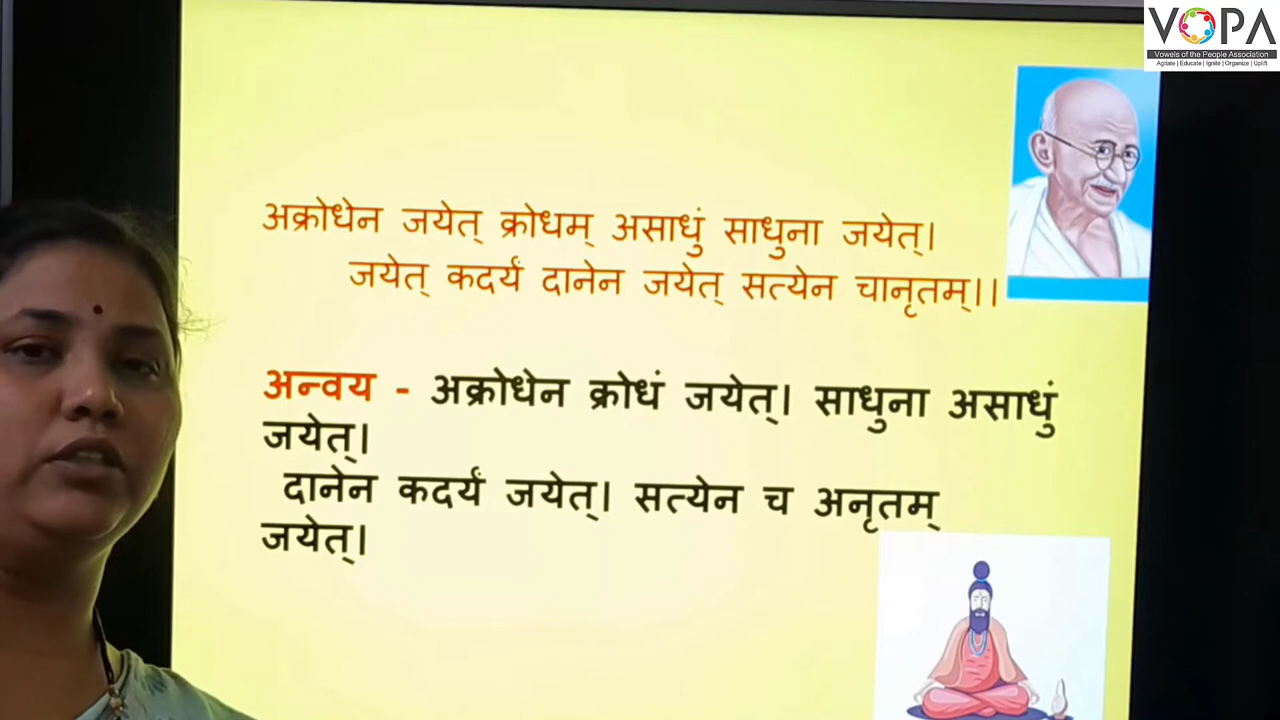 VOPA
Vowels of the People Association
Agitate | Educate | Ignite | Organize | Uplift
अक्रोधेन जयेत् क्रोधम् असाधुं साधुना जयेत्।
जयेत् कदर्यं दानेन जयेत् सत्येन चानृतम्।।
अन्वय - अक्रोधेन क्रोधं जयेत्। साधुना असाधुं
जयेत्।
दानेन कदर्यं जयेत्। सत्येन च अनृतम्
जयेत्।